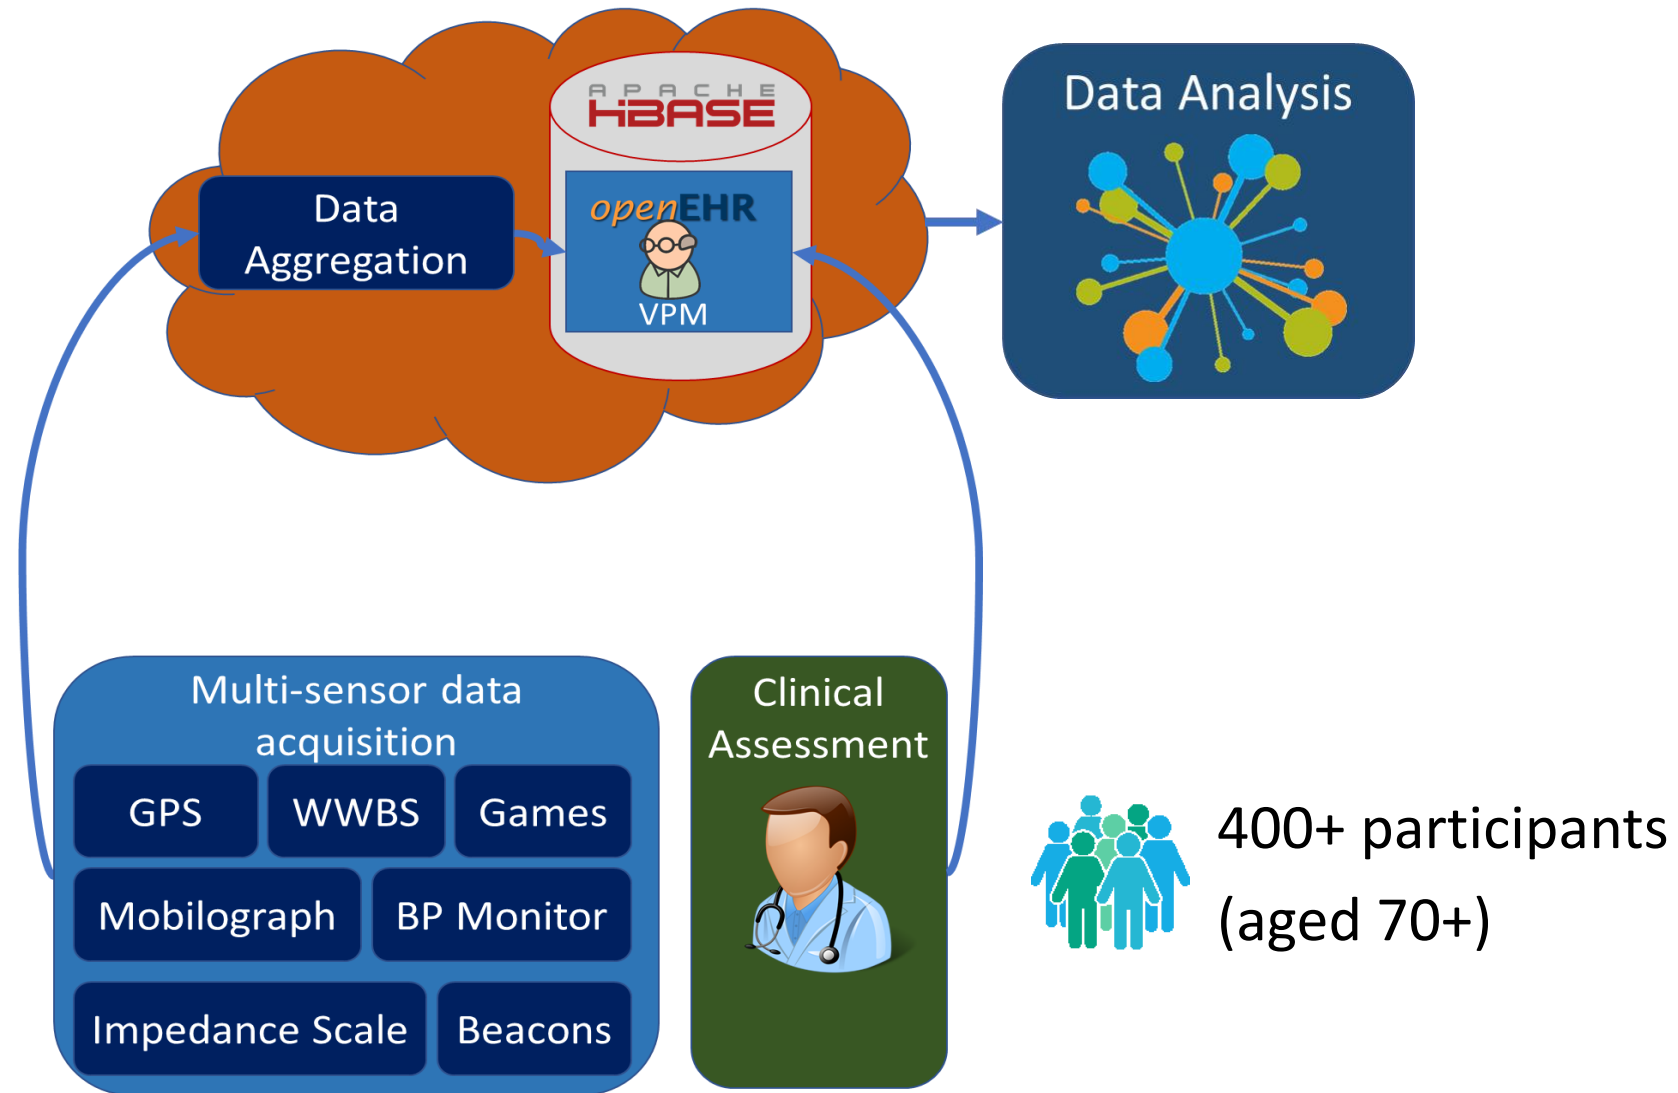 APACHE
HBASE
Data Analysis
openEHR
Data
Aggregation
VPM
Multi-sensor data
acquisition
GPS
WWBS
Games
Mobilograph
BP Monitor
Impedance Scale
Beacons
Clinical
Assessment
400+ participants
(aged 70+)